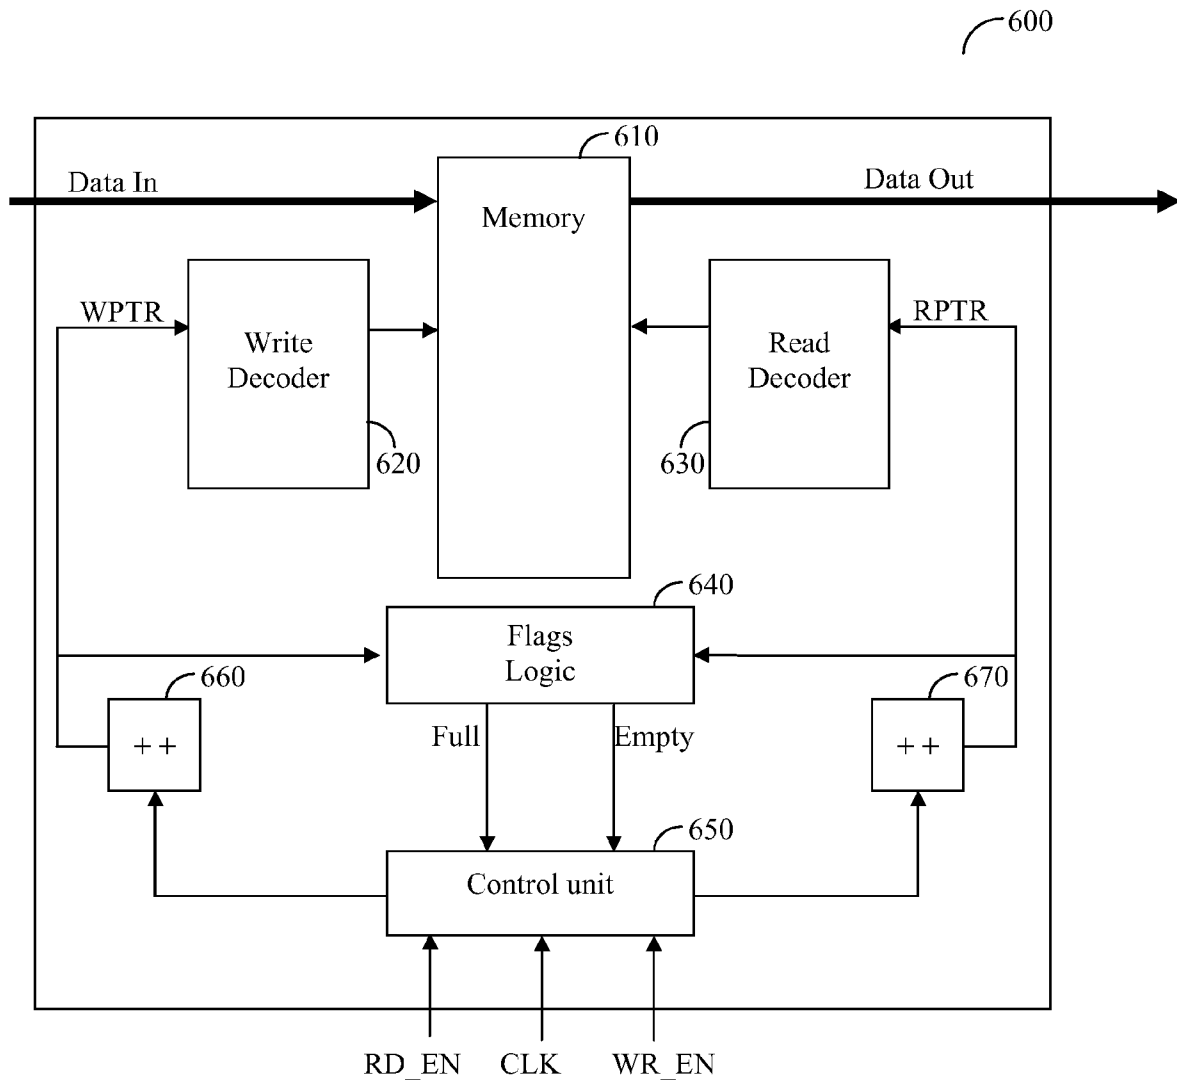 600
610
Data In
Data Out
Memory
WPTR
RPTR
Write
Decoder
Read
Decoder
620
630
640
Flags
Logic
660
670
++
++
Full
Empty
650
Control unit
RD_EN
CLK
WR_EN